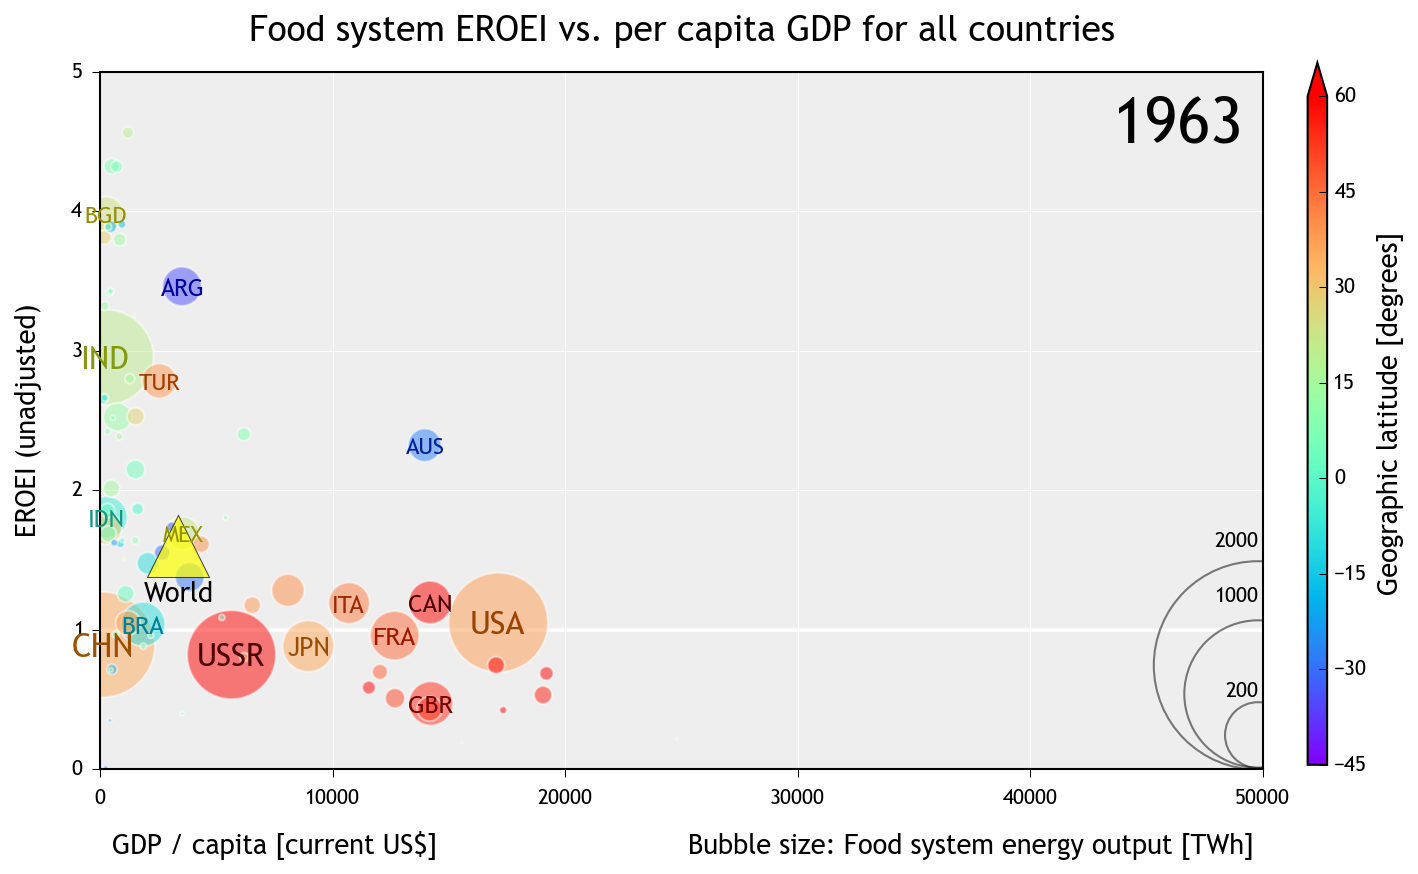 Food system EROEI vs. per capita GDP for all countries
1963
EROEI (unadjusted)
5
4
3
2
1
0
BGD
ARG
IND
TUR
AUS
IDN
MEX
World
BRA
CHN
USSR
JPN
ITA
FRA
CAN
GBR
USA
2000
1000
200
0
10000
20000
30000
40000
50000
GDP / capita [current US$]
Bubble size: Food system energy output [TWh]
60
45
30
15
0
−15
−30
−45
Geographic latitude [degrees]